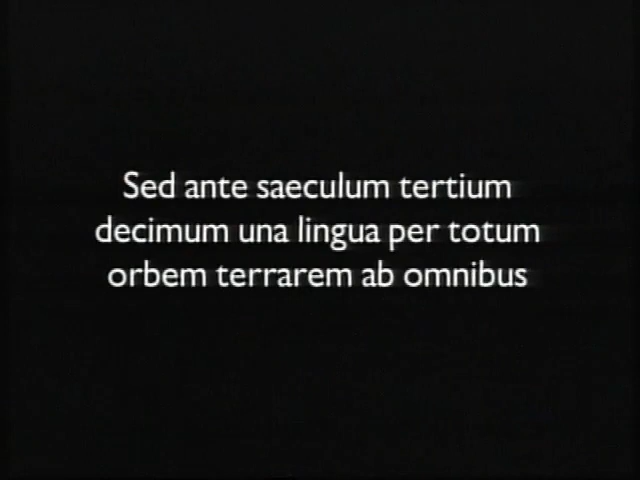 Sed ante saeculum tertium
decimum una lingua per totum
orbem terrarem ab omnibus